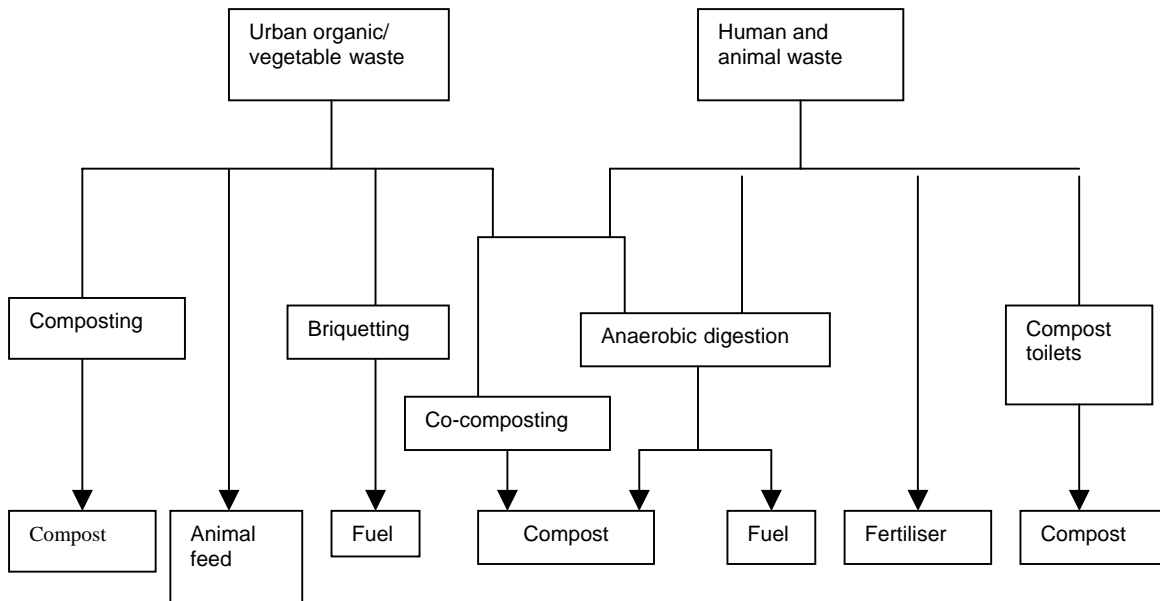 Urban organic/
vegetable waste
Human and
animal waste
Composting
Briquetting
Anaerobic digestion
Compost
toilets
Co-composting
Compost
Animal
feed
Fuel
Compost
Fuel
Fertiliser
Compost